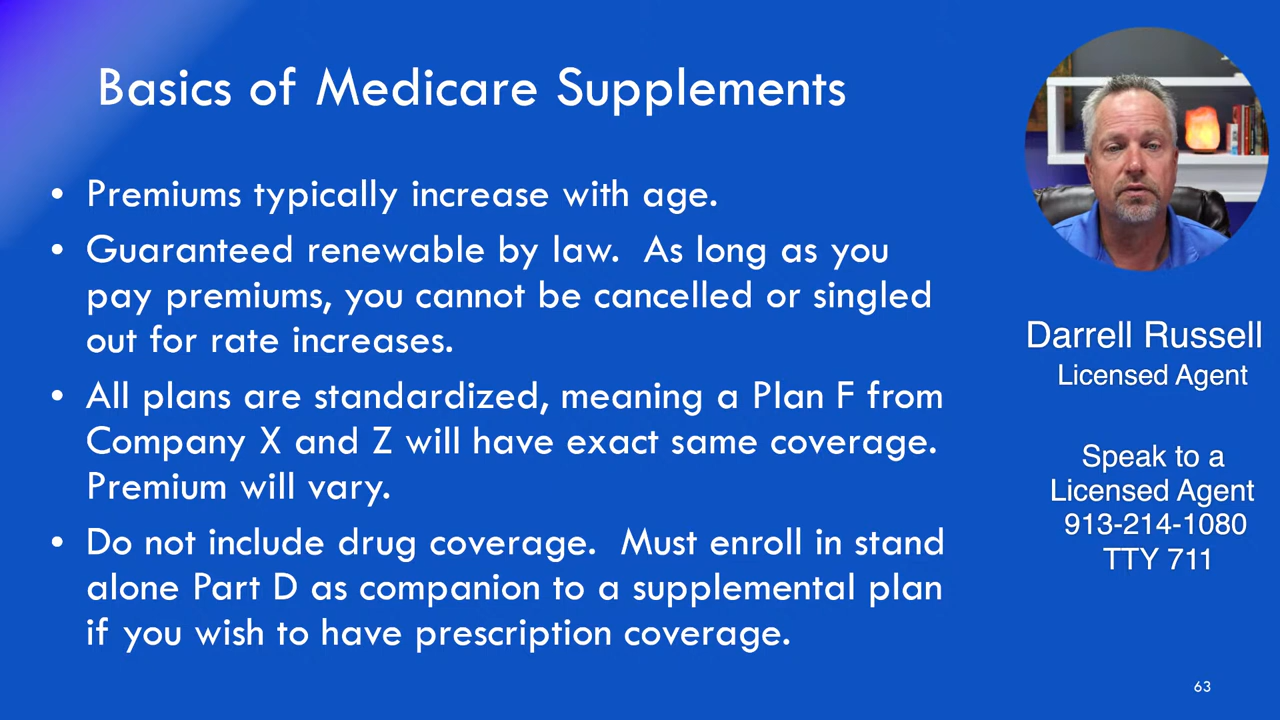 Basics of Medicare Supplements
• Premiums typically increase with age.
• Guaranteed renewable by law.  As long as you
pay premiums, you cannot be cancelled or singled
out for rate increases.
• All plans are standardized, meaning a Plan F from
Company X and Z will have exact same coverage.
Premium will vary.
• Do not include drug coverage.  Must enroll in stand
alone Part D as companion to a supplemental plan
if you wish to have prescription coverage.
Darrell Russell
Licensed Agent
Speak to a
Licensed Agent
913-214-1080
TTY 711
63